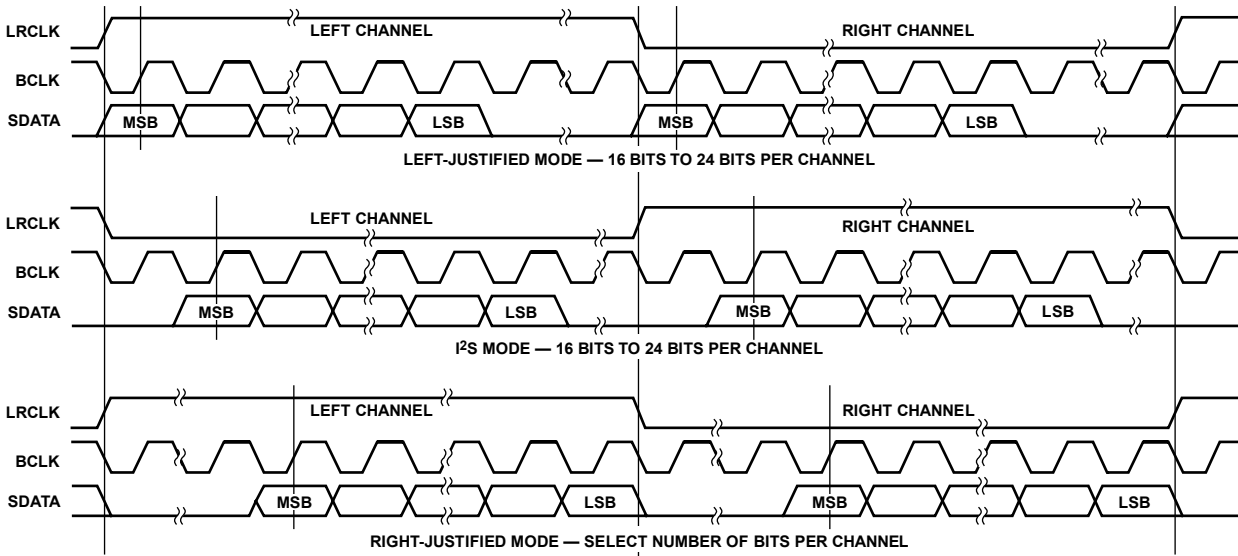 LRCLK LEFT CHANNEL RIGHT CHANNEL
BCLK
SDATA MSB LSB MSB LSB
LEFT-JUSTIFIED MODE — 16 BITS TO 24 BITS PER CHANNEL
LRCLK LEFT CHANNEL RIGHT CHANNEL
BCLK
SDATA MSB LSB MSB LSB
I²S MODE — 16 BITS TO 24 BITS PER CHANNEL
LRCLK LEFT CHANNEL RIGHT CHANNEL
BCLK
SDATA MSB LSB MSB LSB
RIGHT-JUSTIFIED MODE — SELECT NUMBER OF BITS PER CHANNEL